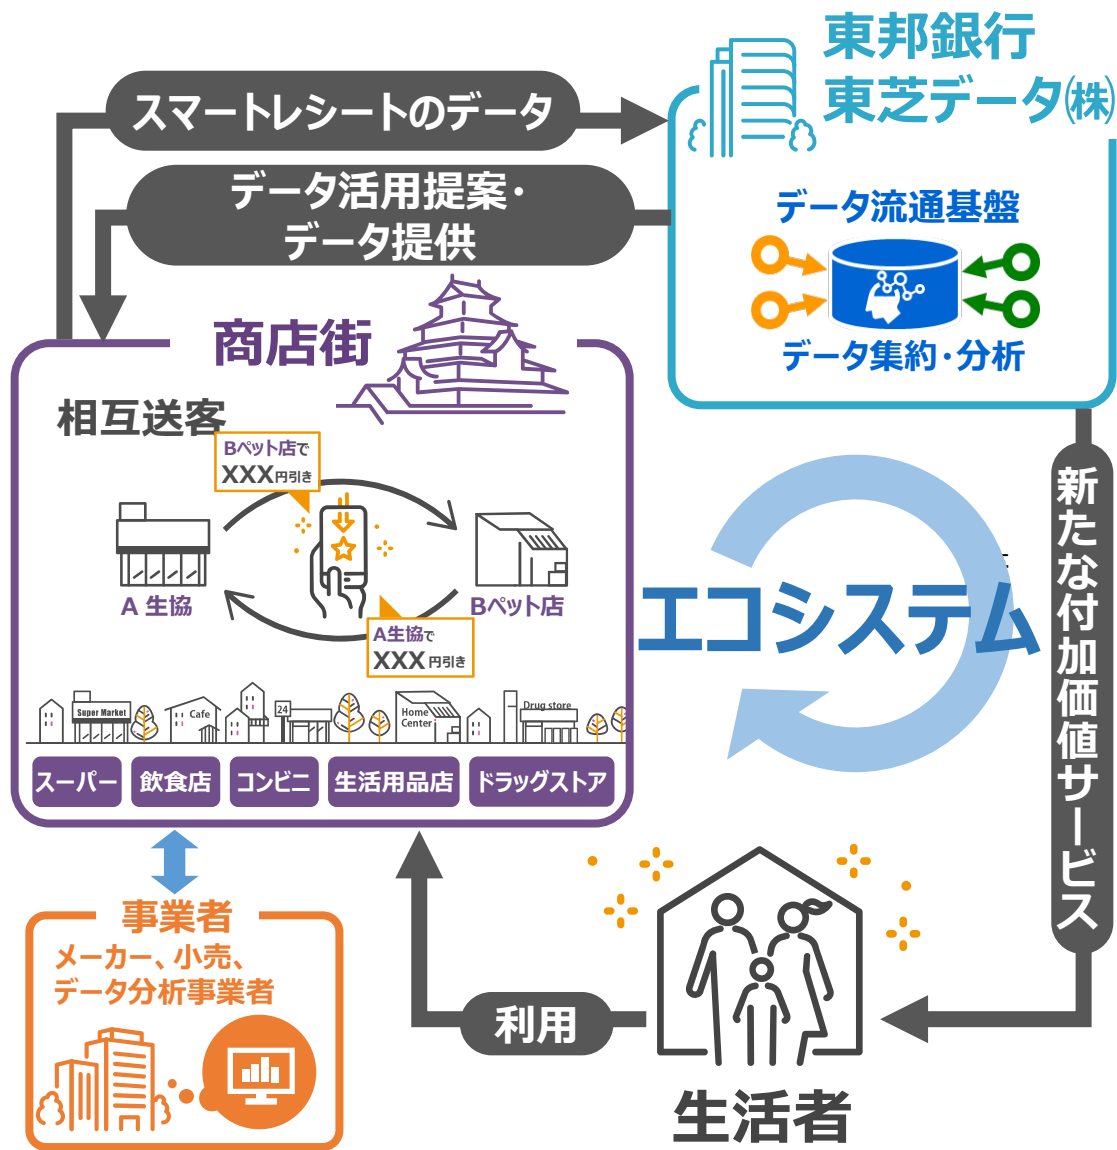 東邦銀行
東芝データ㈱
スマートレシートのデータ
データ活用提案・
データ提供
データ流通基盤
データ集約・分析
商店街
相互送客
Bペット店で
XXX円引き
A 生協
Bペット店
A生協で
XXX 円引き
エコシステム
新たな付加価値サービス
Super Market
Cafe
24
Home
Center
Drug store
スーパー
飲食店
コンビニ
生活用品店
ドラッグストア
事業者
メーカー、小売、
データ分析事業者
利用
生活者